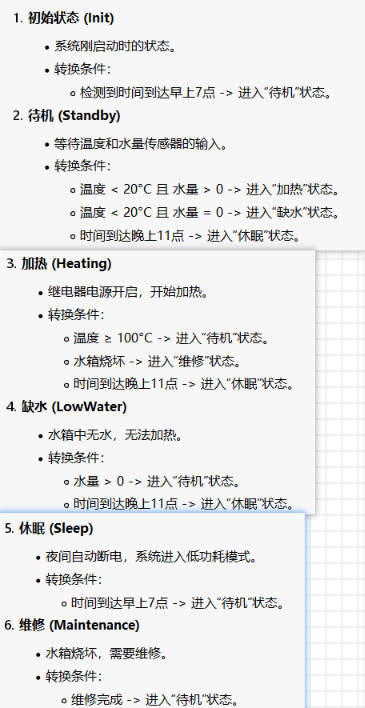 1. 初始状态 (Init)
• 系统刚启动时的状态。
• 转换条件：
○ 检测到时间到达早上7点 -> 进入“待机”状态。
2. 待机 (Standby)
• 等待温度和水量传感器的输入。
• 转换条件：
○ 温度 < 20°C 且 水量 > 0 -> 进入“加热”状态。
○ 温度 < 20°C 且 水量 = 0 -> 进入“缺水”状态。
○ 时间到达晚上11点 -> 进入“休眠”状态。
3. 加热 (Heating)
• 继电器电源开启，开始加热。
• 转换条件：
○ 温度 ≥ 100°C -> 进入“待机”状态。
○ 水箱烧坏 -> 进入“维修”状态。
○ 时间到达晚上11点 -> 进入“休眠”状态。
4. 缺水 (LowWater)
• 水箱中无水，无法加热。
• 转换条件：
○ 水量 > 0 -> 进入“待机”状态。
○ 时间到达晚上11点 -> 进入“休眠”状态。
5. 休眠 (Sleep)
• 夜间自动断电，系统进入低功耗模式。
• 转换条件：
○ 时间到达早上7点 -> 进入“待机”状态。
6. 维修 (Maintenance)
• 水箱烧坏，需要维修。
• 转换条件：
○ 维修完成 -> 进入“待机”状态。